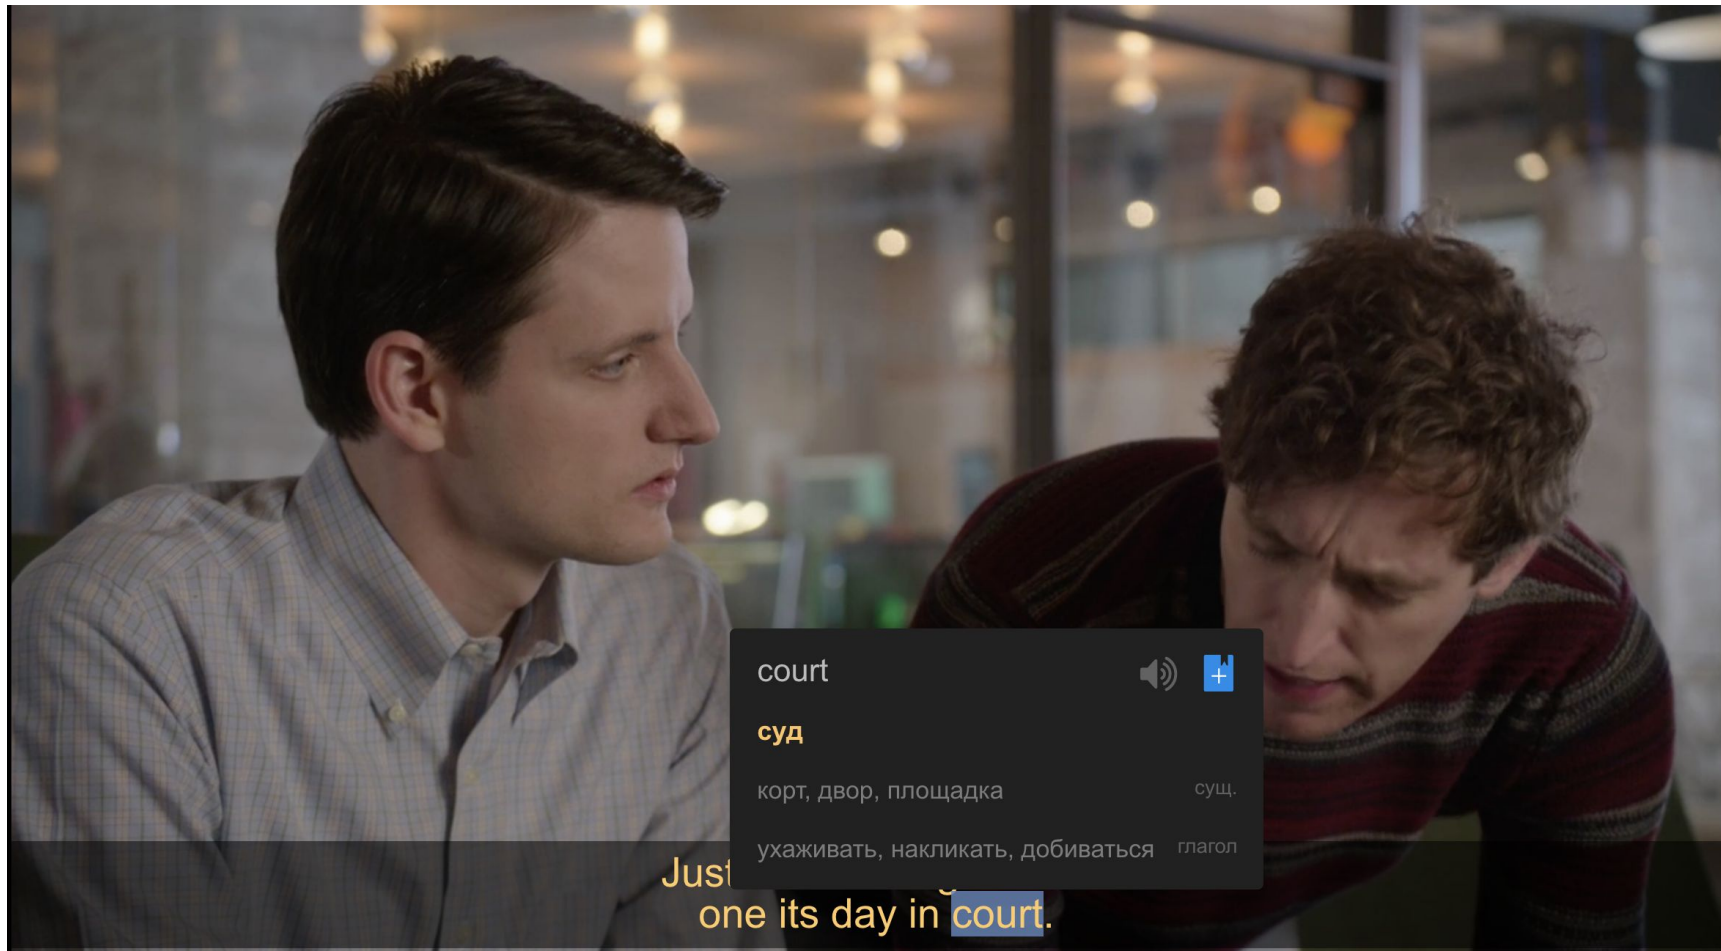 court
суд
корт, двор, площадка сущ.
ухаживать, накликать, добиваться глагол
Just
one its day in court.